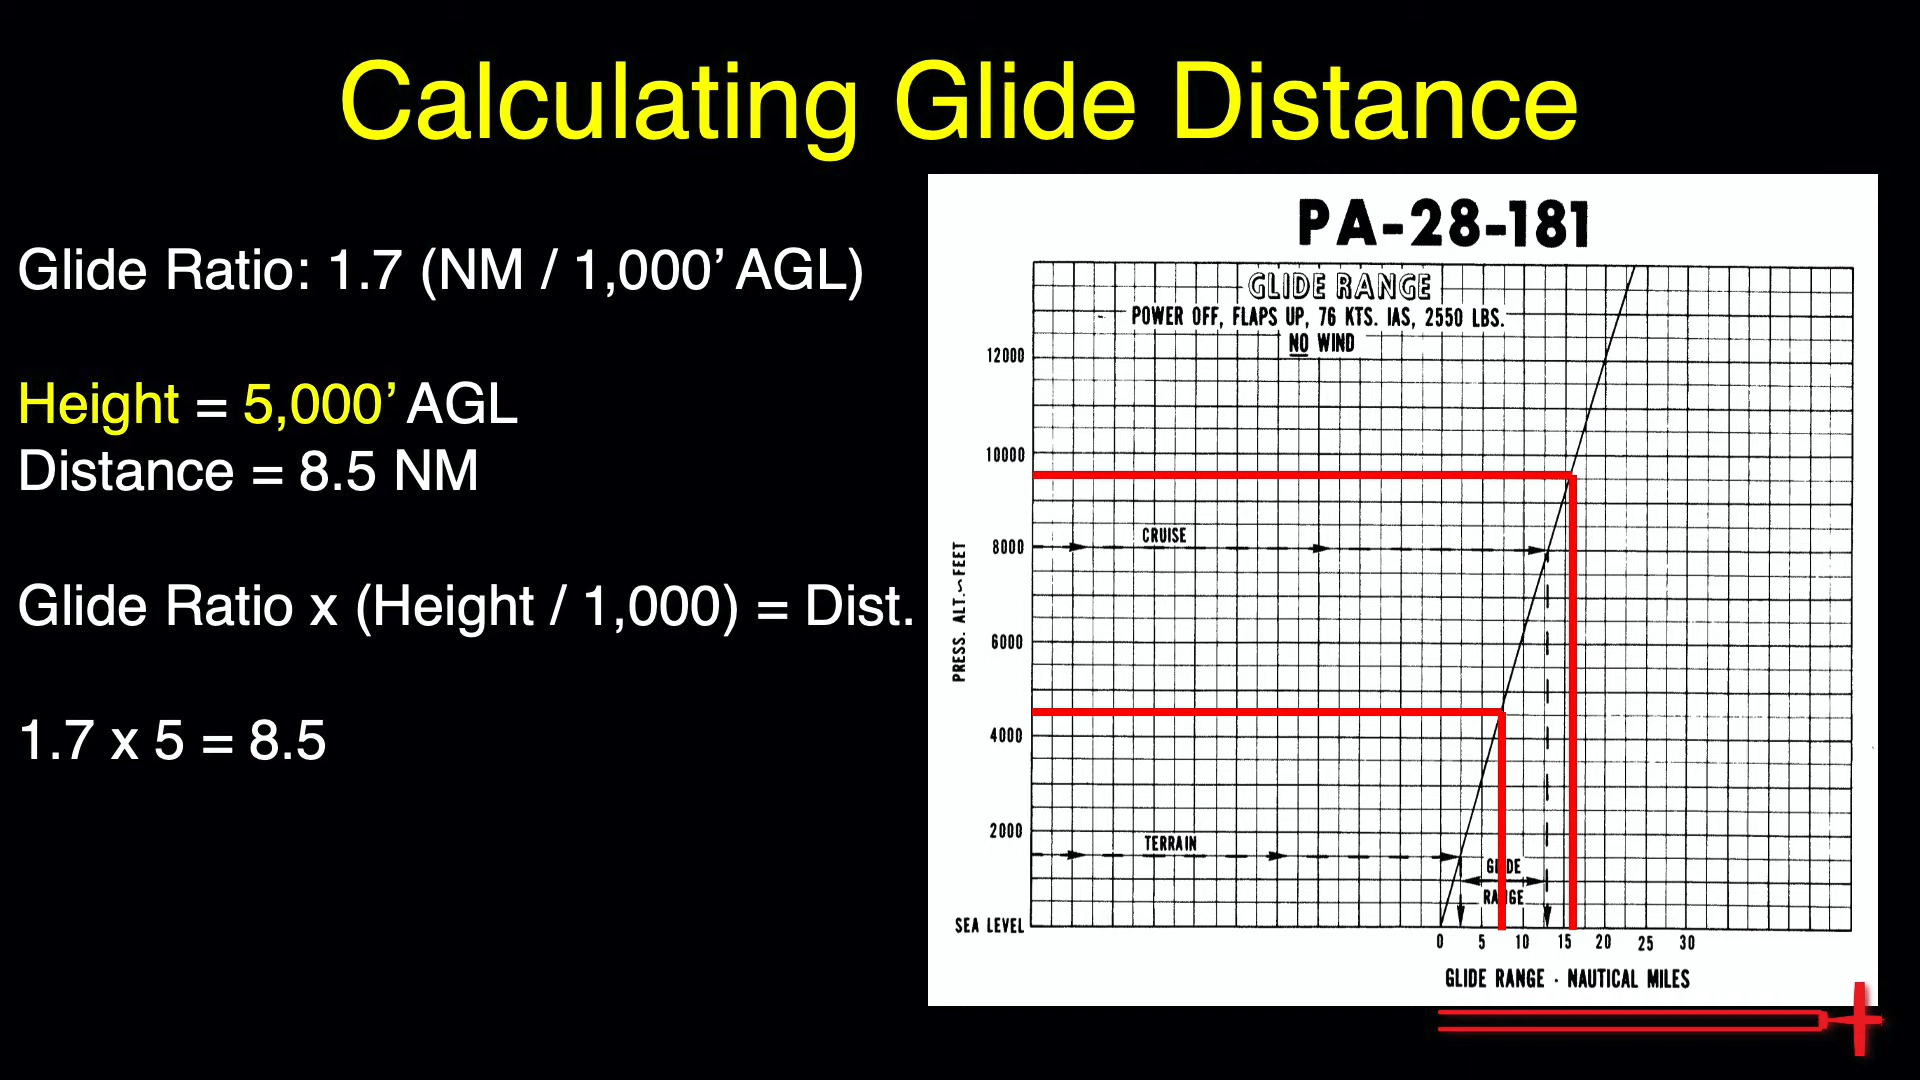 Calculating Glide Distance
Glide Ratio: 1.7 (NM / 1,000’ AGL)
Height = 5,000’ AGL
Distance = 8.5 NM
Glide Ratio x (Height / 1,000) = Dist.
1.7 x 5 = 8.5
PA-28-181
GLIDE RANGE
POWER OFF, FLAPS UP, 76 KTS. IAS, 2550 LBS.
NO WIND
12000
10000
CRUISE
8000
PRESS. ALT.~FEET
6000
4000
2000
TERRAIN
GLIDE
RANGE
SEA LEVEL
0 5 10 15 20 25 30
GLIDE RANGE - NAUTICAL MILES